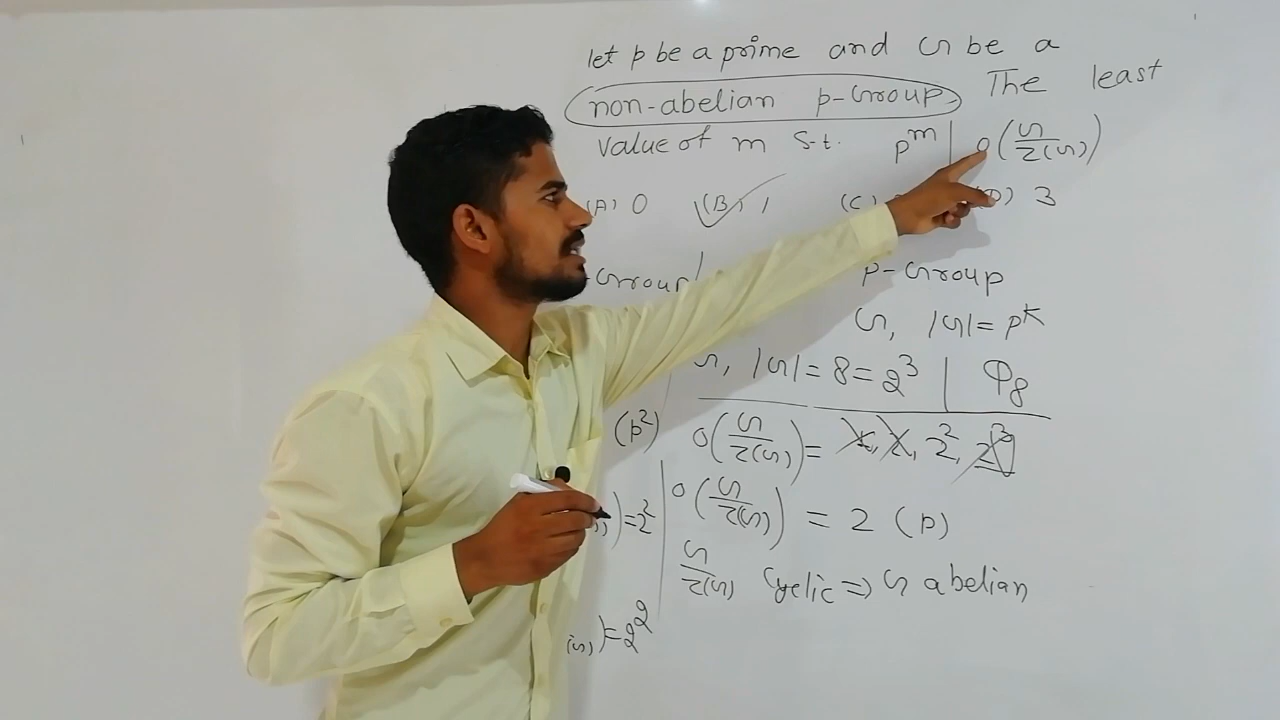 let p be a prime and G be a
non-abelian p-Group. The least
value of m s.t. p^m | o(G/Z(G))
(A) 0 (B) 1 (C) (D) 3
-Group | p-Group
G, |G| = p^k
G, |G| = 8 = 2^3 | Q8
(p^2) o(G/Z(G)) = 1, 2, 2^2, 2^3
) = 2^2 | o(G/Z(G)) = 2 (p)
G/Z(G) Cyclic => G abelian
(G)) = 2^2